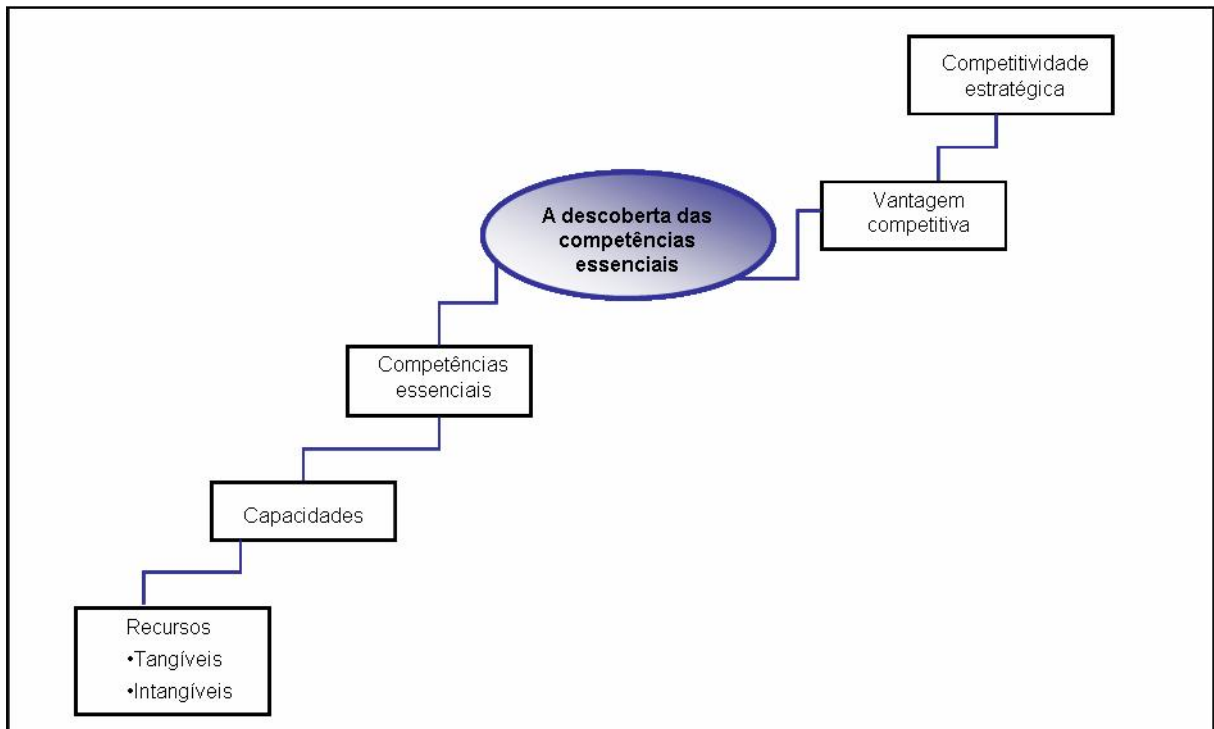 Competitividade
estratégica
Vantagem
competitiva
A descoberta das
competências
essenciais
Competências
essenciais
Capacidades
Recursos
•Tangíveis
•Intangíveis